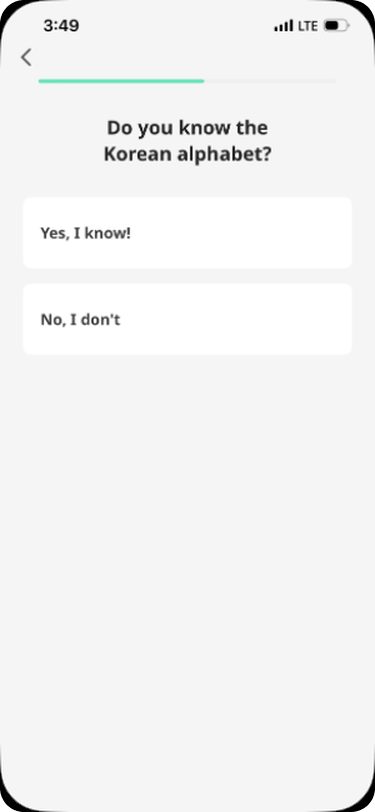 3:49
LTE
Do you know the
Korean alphabet?
Yes, I know!
No, I don't